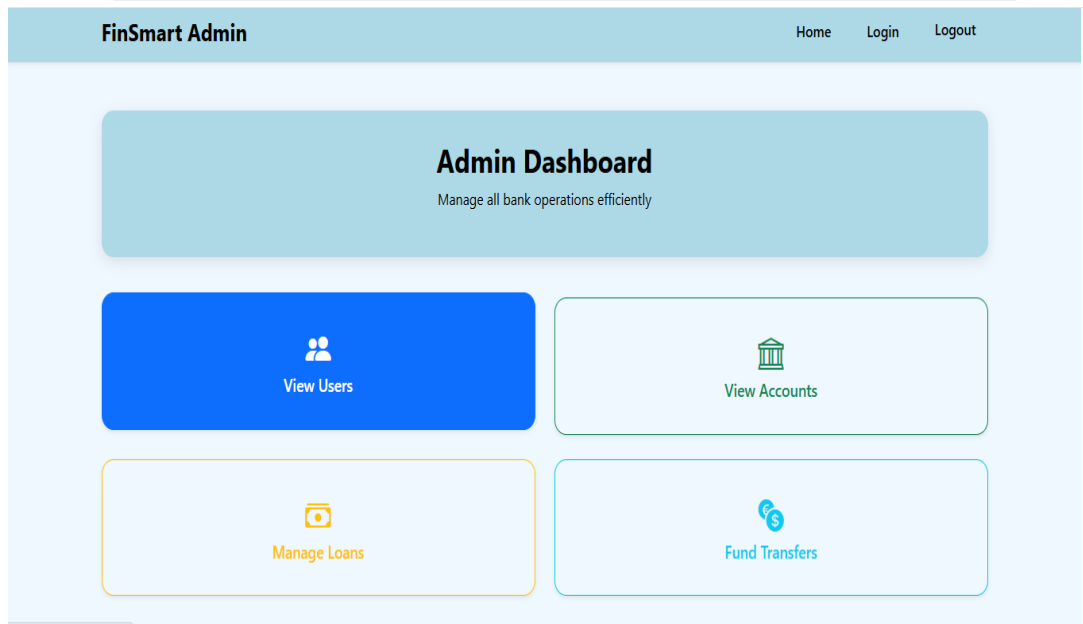 FinSmart Admin
Home Login Logout
Admin Dashboard
Manage all bank operations efficiently
View Users
View Accounts
Manage Loans
Fund Transfers